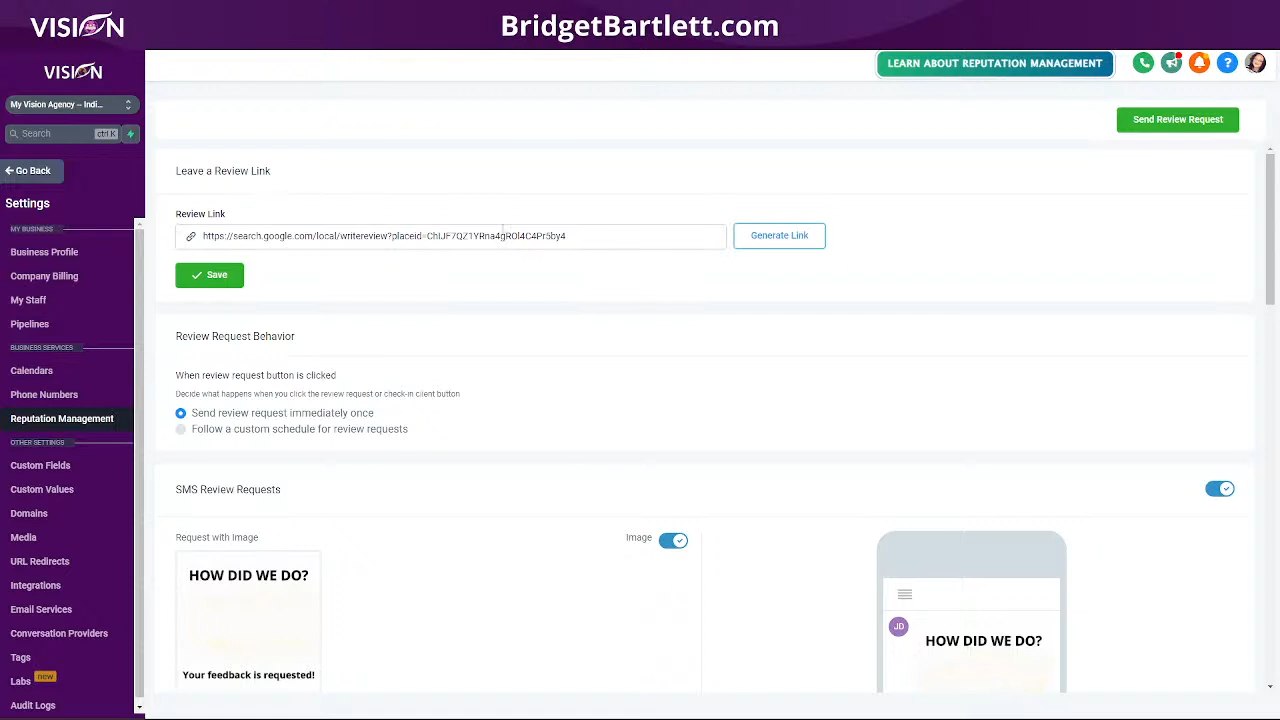 VISION
BridgetBartlett.com
VISION
LEARN ABOUT REPUTATION MANAGEMENT
My Vision Agency -- Indi...
Search
ctrl K
Send Review Request
Go Back
Settings
MY BUSINESS
Business Profile
Company Billing
My Staff
Pipelines
BUSINESS SERVICES
Calendars
Phone Numbers
Reputation Management
OTHER SETTINGS
Custom Fields
Custom Values
Domains
Media
URL Redirects
Integrations
Email Services
Conversation Providers
Tags
Labs new
Audit Logs
Leave a Review Link
Review Link
https://search.google.com/local/writereview?placeid=ChIJF7QZ1YRna4gROl4C4Pr5by4
Generate Link
Save
Review Request Behavior
When review request button is clicked
Decide what happens when you click the review request or check-in client button
Send review request immediately once
Follow a custom schedule for review requests
SMS Review Requests
Request with Image
Image
HOW DID WE DO?
Your feedback is requested!
JD
HOW DID WE DO?